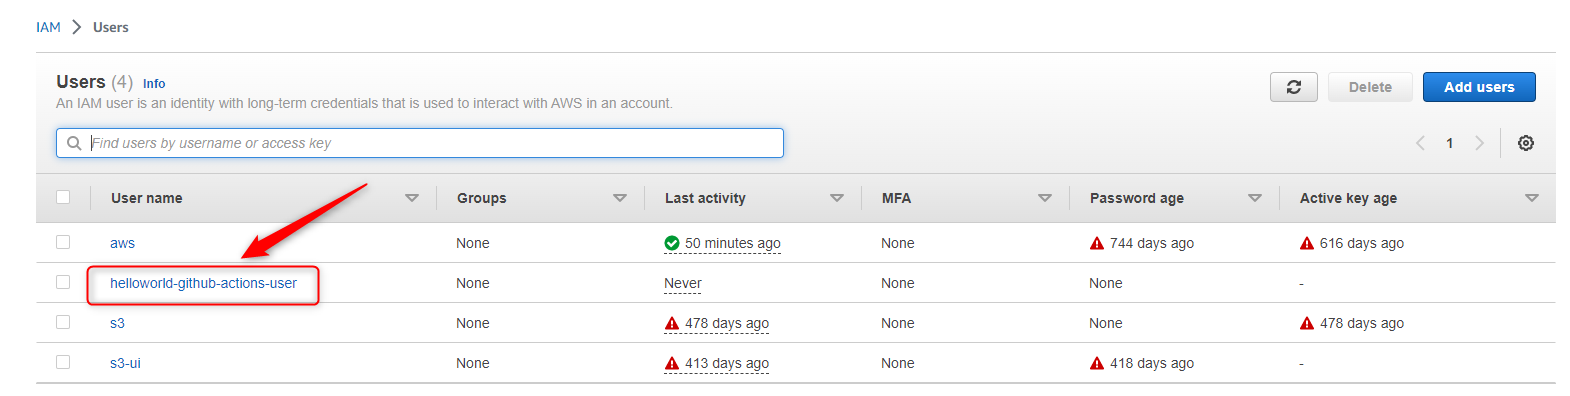 IAM > Users
Users (4) Info
An IAM user is an identity with long-term credentials that is used to interact with AWS in an account.
Delete
Add users
Find users by username or access key
1
User name Groups Last activity MFA Password age Active key age
aws None 50 minutes ago None 744 days ago 616 days ago
helloworld-github-actions-user None Never None None -
s3 None 478 days ago None None 478 days ago
s3-ui None 413 days ago None 418 days ago -